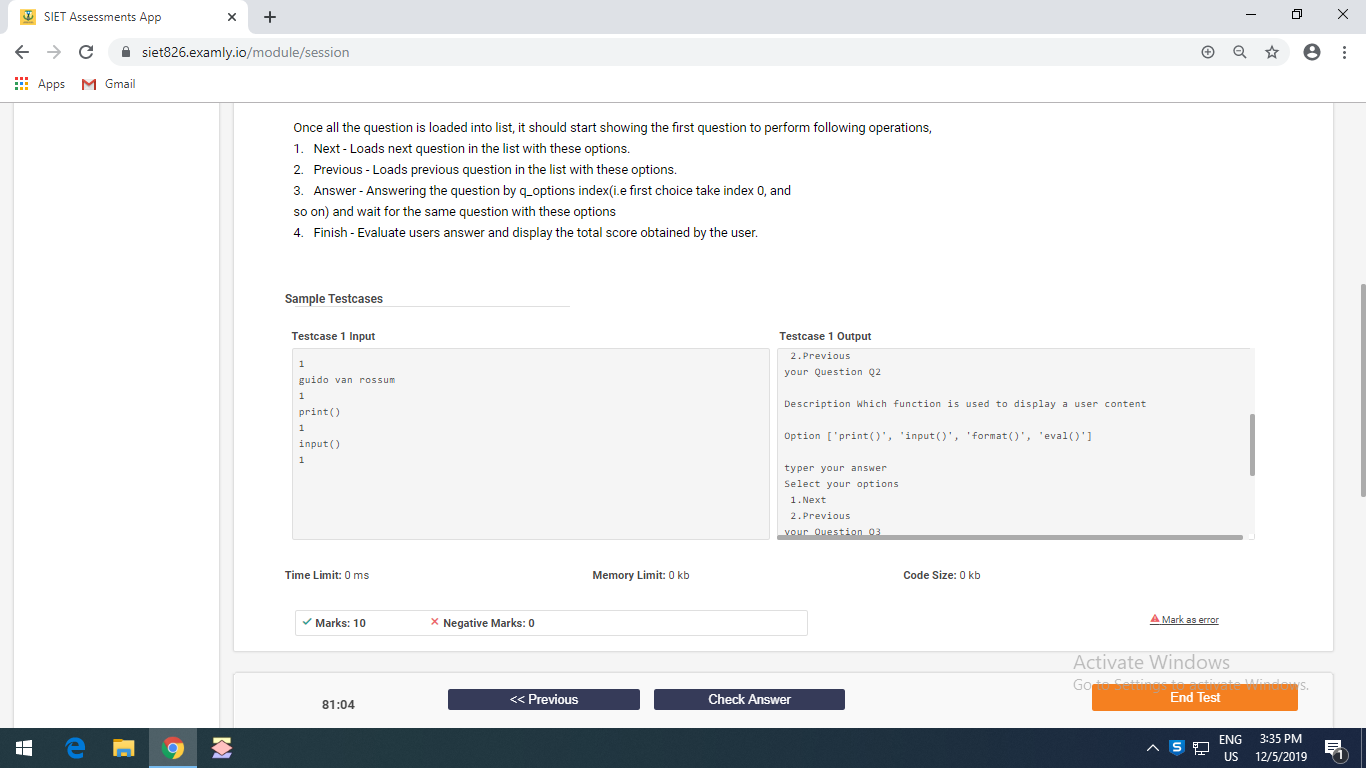 SIET Assessments App
siet826.examly.io/module/session
Apps
Gmail
Once all the question is loaded into list, it should start showing the first question to perform following operations,
1. Next - Loads next question in the list with these options.
2. Previous - Loads previous question in the list with these options.
3. Answer - Answering the question by q_options index(i.e first choice take index 0, and
so on) and wait for the same question with these options
4. Finish - Evaluate users answer and display the total score obtained by the user.
Sample Testcases
Testcase 1 Input
1
guido van rossum
1
print()
1
input()
1
Testcase 1 Output
2.Previous
your Question Q2
Description Which function is used to display a user content
Option ['print()', 'input()', 'format()', 'eval()']
typer your answer
Select your options
1.Next
2.Previous
your Question Q3
Time Limit: 0 ms
Memory Limit: 0 kb
Code Size: 0 kb
Marks: 10
Negative Marks: 0
Mark as error
Activate Windows
Go to Settings to activate Windows.
81:04
<< Previous
Check Answer
End Test
ENG
US
3:35 PM
12/5/2019
1